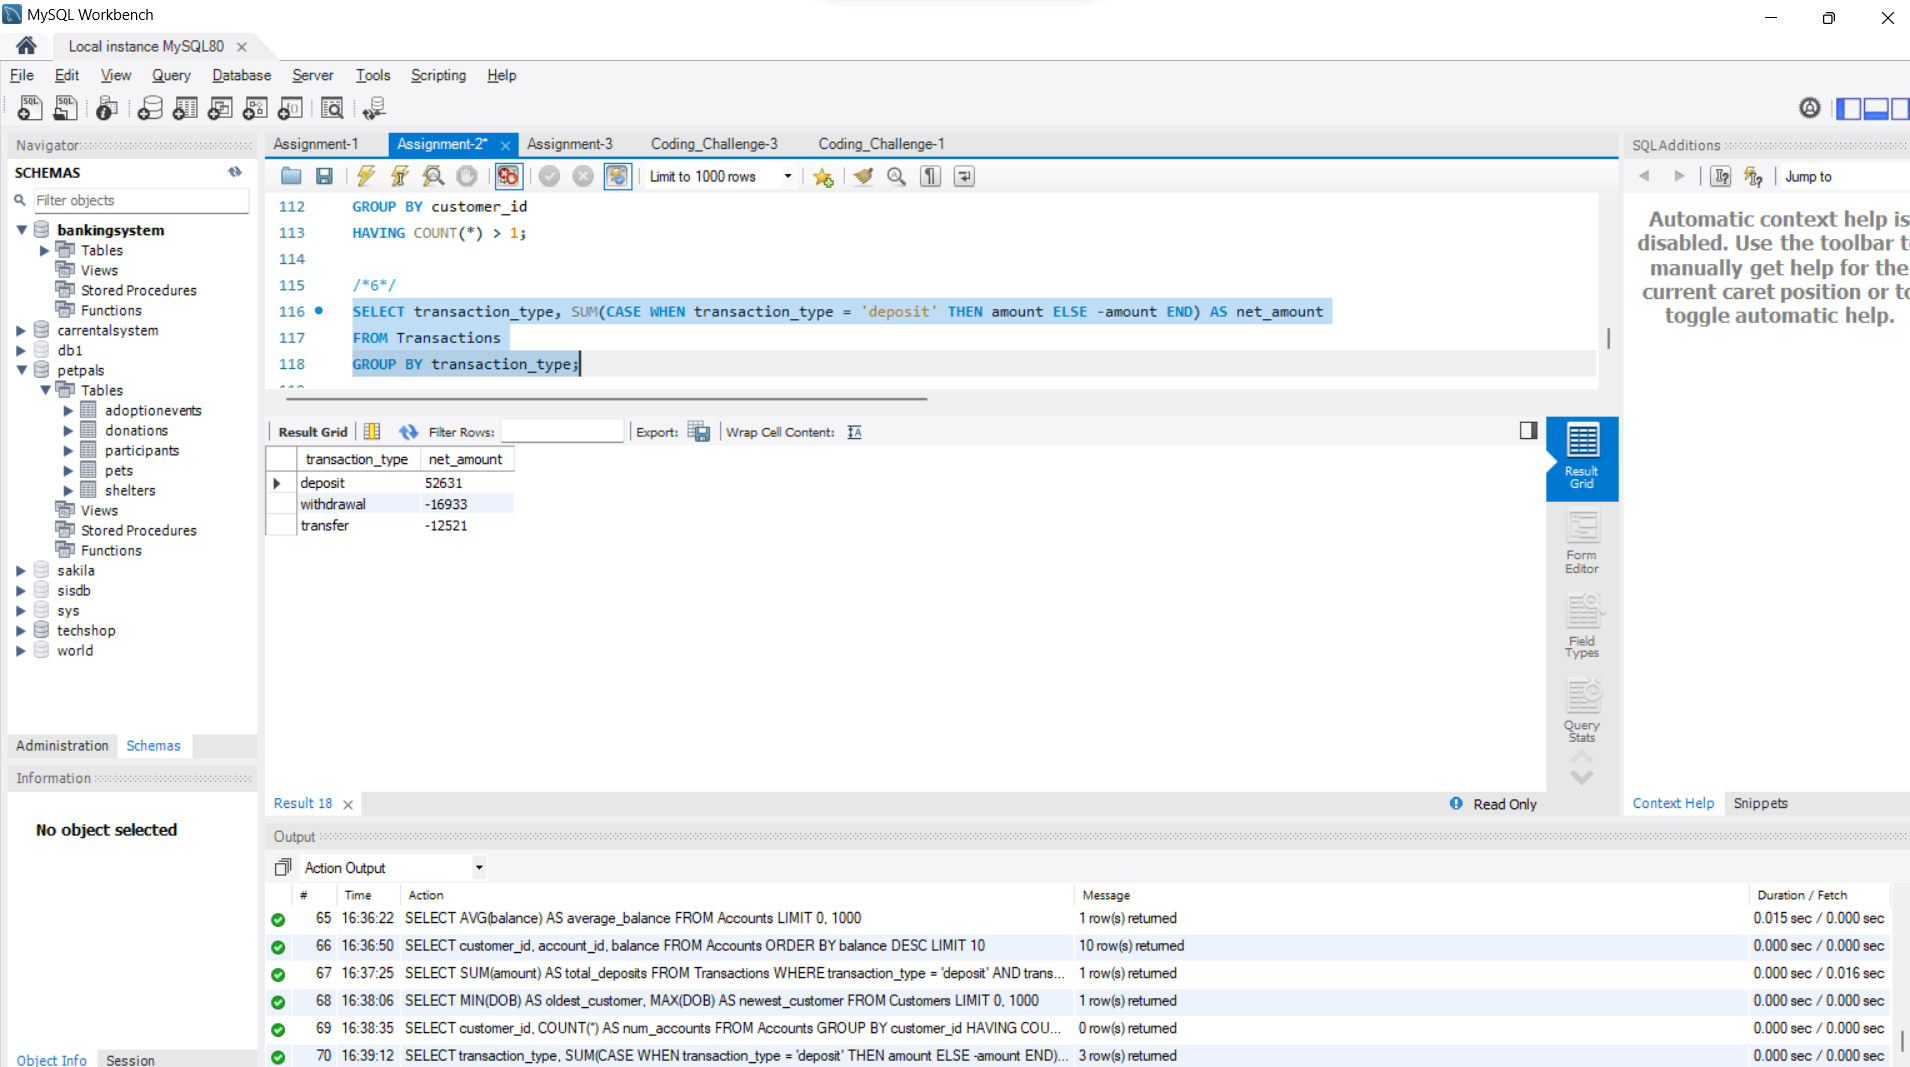 MySQL Workbench
Local instance MySQL80
File Edit View Query Database Server Tools Scripting Help
Navigator
SCHEMAS
Filter objects
bankingsystem
Tables
Views
Stored Procedures
Functions
carrentalsystem
db1
petpals
Tables
adoptionevents
donations
participants
pets
shelters
Views
Stored Procedures
Functions
sakila
sisdb
sys
techshop
world
Administration Schemas
Information
No object selected
Object Info Session
Assignment-1 Assignment-2* Assignment-3 Coding_Challenge-3 Coding_Challenge-1
Limit to 1000 rows
112 GROUP BY customer_id
113 HAVING COUNT(*) > 1;
114
115 /*6*/
116 SELECT transaction_type, SUM(CASE WHEN transaction_type = 'deposit' THEN amount ELSE -amount END) AS net_amount
117 FROM Transactions
118 GROUP BY transaction_type;
Result Grid Filter Rows: Export: Wrap Cell Content:
transaction_type net_amount
deposit 52631
withdrawal -16933
transfer -12521
Result
Grid
Form
Editor
Field
Types
Query
Stats
Result 18 Read Only
SQLAdditions
Jump to
Automatic context help is
disabled. Use the toolbar
manually get help for the
current caret position or
toggle automatic help.
Context Help Snippets
Output
Action Output
# Time Action Message Duration / Fetch
65 16:36:22 SELECT AVG(balance) AS average_balance FROM Accounts LIMIT 0, 1000 1 row(s) returned 0.015 sec / 0.000 sec
66 16:36:50 SELECT customer_id, account_id, balance FROM Accounts ORDER BY balance DESC LIMIT 10 10 row(s) returned 0.000 sec / 0.000 sec
67 16:37:25 SELECT SUM(amount) AS total_deposits FROM Transactions WHERE transaction_type = 'deposit' AND trans... 1 row(s) returned 0.000 sec / 0.016 sec
68 16:38:06 SELECT MIN(DOB) AS oldest_customer, MAX(DOB) AS newest_customer FROM Customers LIMIT 0, 1000 1 row(s) returned 0.000 sec / 0.000 sec
69 16:38:35 SELECT customer_id, COUNT(*) AS num_accounts FROM Accounts GROUP BY customer_id HAVING COU... 0 row(s) returned 0.000 sec / 0.000 sec
70 16:39:12 SELECT transaction_type, SUM(CASE WHEN transaction_type = 'deposit' THEN amount ELSE -amount END)... 3 row(s) returned 0.000 sec / 0.000 sec